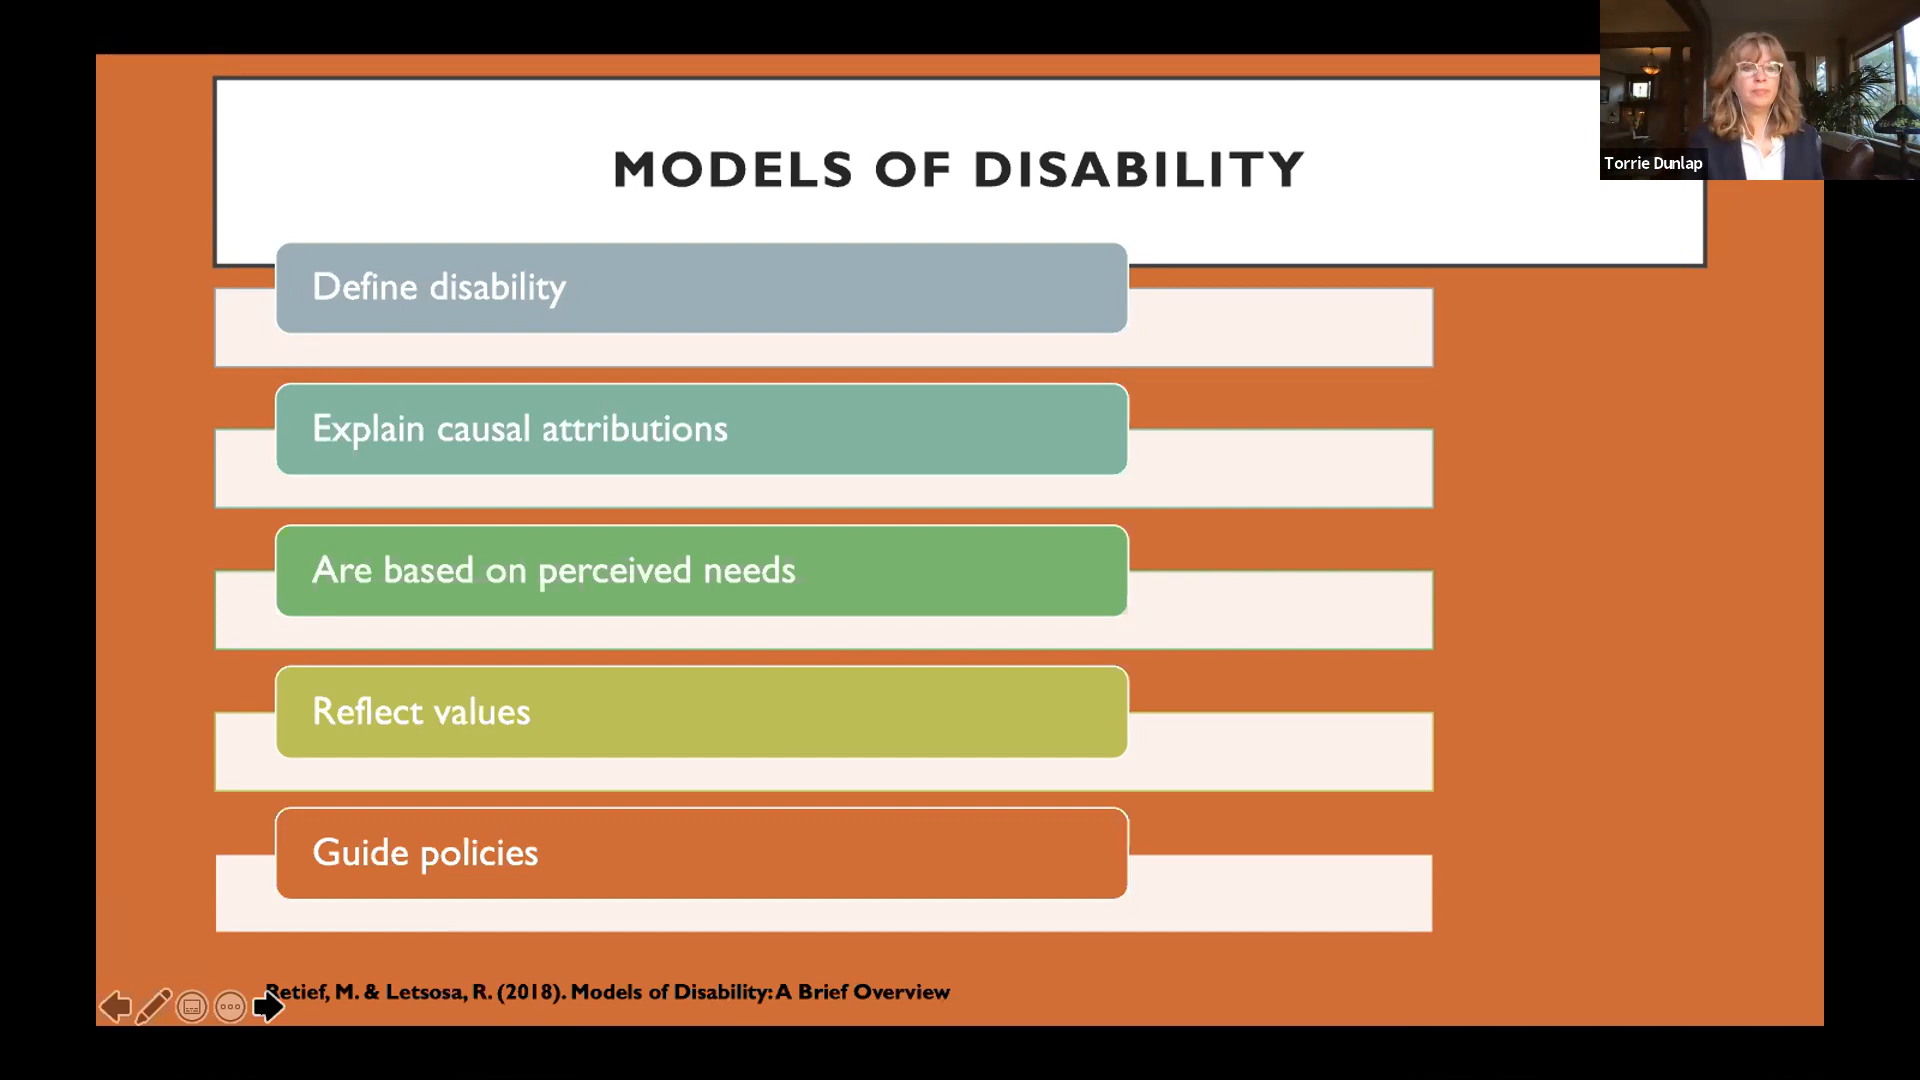 MODELS OF DISABILITY
Torrie Dunlap
Define disability
Explain causal attributions
Are based on perceived needs
Reflect values
Guide policies
Retief, M. & Letsosa, R. (2018). Models of Disability: A Brief Overview